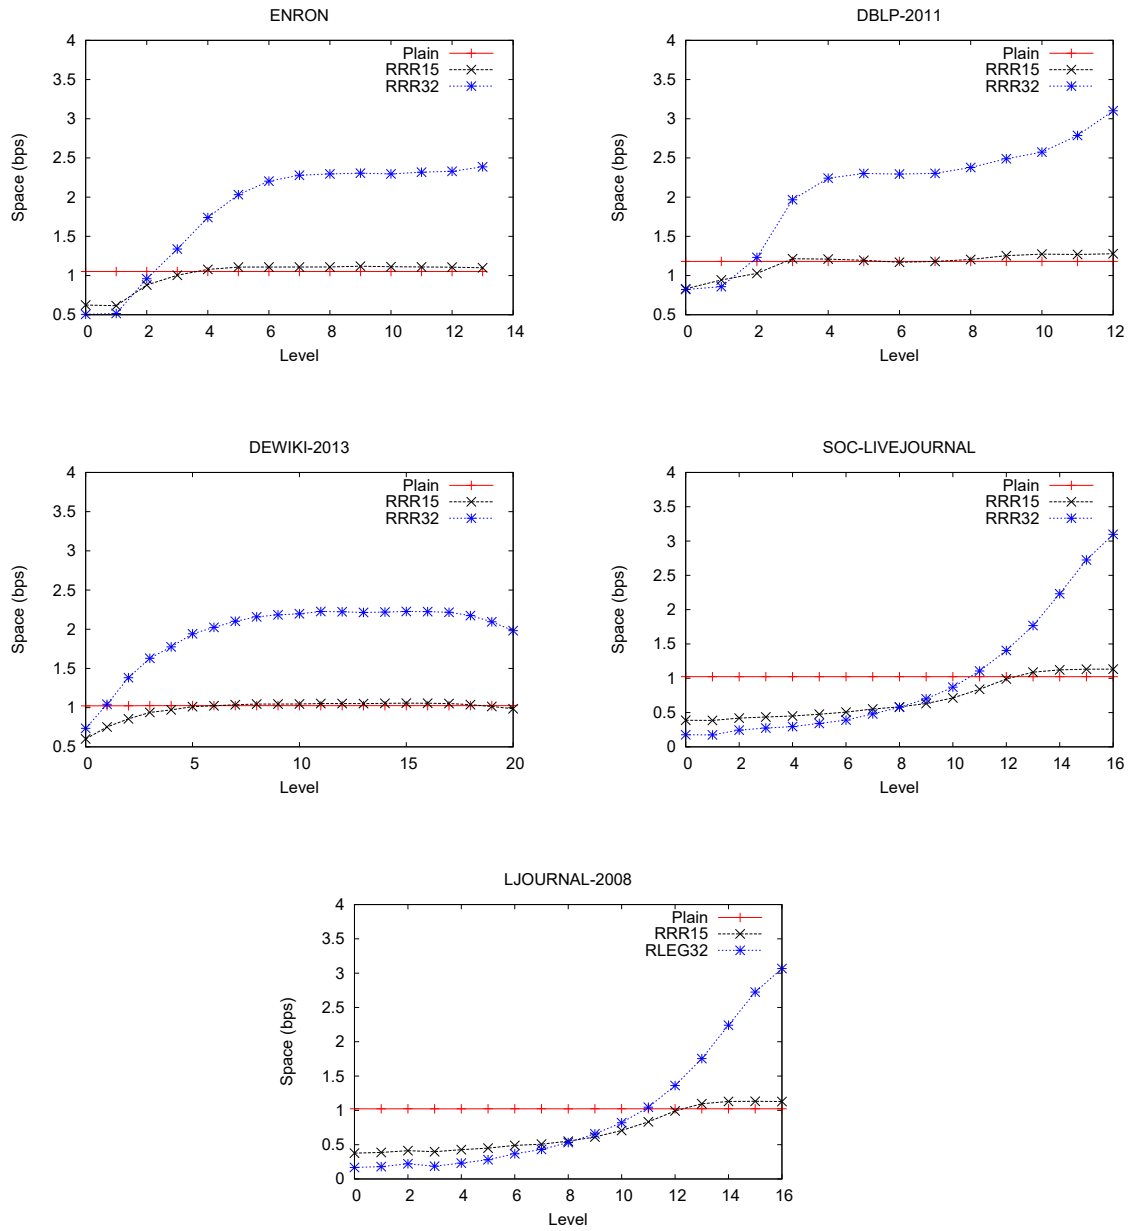 ENRON
4
3.5
3
2.5
2
1.5
1
0.5
0 2 4 6 8 10 12 14
Space (bps)
Level
Plain
RRR15
RRR32
DBLP-2011
4
3.5
3
2.5
2
1.5
1
0.5
0 2 4 6 8 10 12
Space (bps)
Level
Plain
RRR15
RRR32
DEWIKI-2013
4
3.5
3
2.5
2
1.5
1
0.5
0 5 10 15 20
Space (bps)
Level
Plain
RRR15
RRR32
SOC-LIVEJOURNAL
4
3.5
3
2.5
2
1.5
1
0.5
0
0 2 4 6 8 10 12 14 16
Space (bps)
Level
Plain
RRR15
RRR32
LJOURNAL-2008
4
3.5
3
2.5
2
1.5
1
0.5
0
0 2 4 6 8 10 12 14 16
Space (bps)
Level
Plain
RRR15
RLEG32